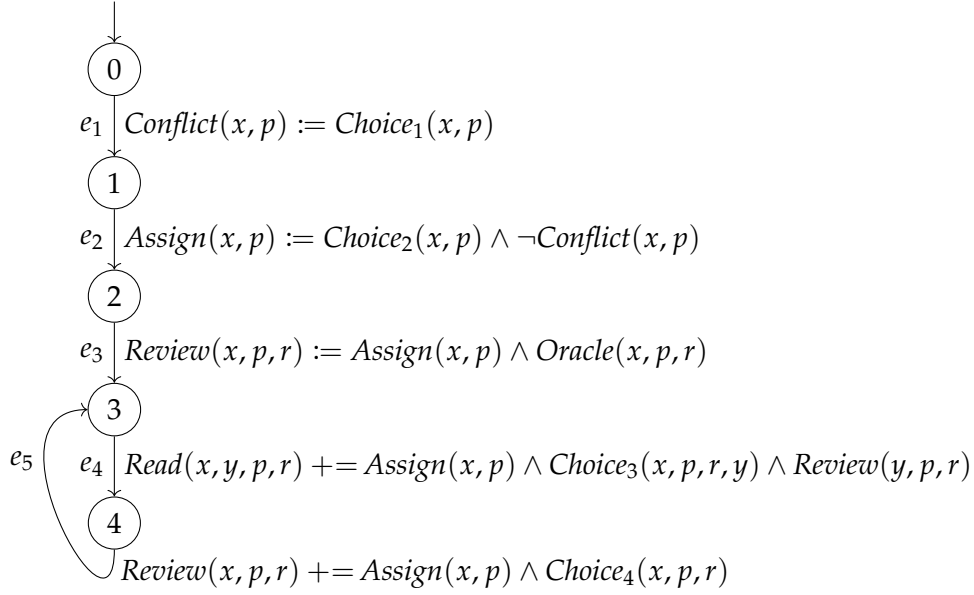 0
e₁ Conflict(x, p) := Choice₁(x, p)
1
e₂ Assign(x, p) := Choice₂(x, p) ∧ ¬Conflict(x, p)
2
e₃ Review(x, p, r) := Assign(x, p) ∧ Oracle(x, p, r)
3
e₅ e₄ Read(x, y, p, r) += Assign(x, p) ∧ Choice₃(x, p, r, y) ∧ Review(y, p, r)
4
Review(x, p, r) += Assign(x, p) ∧ Choice₄(x, p, r)